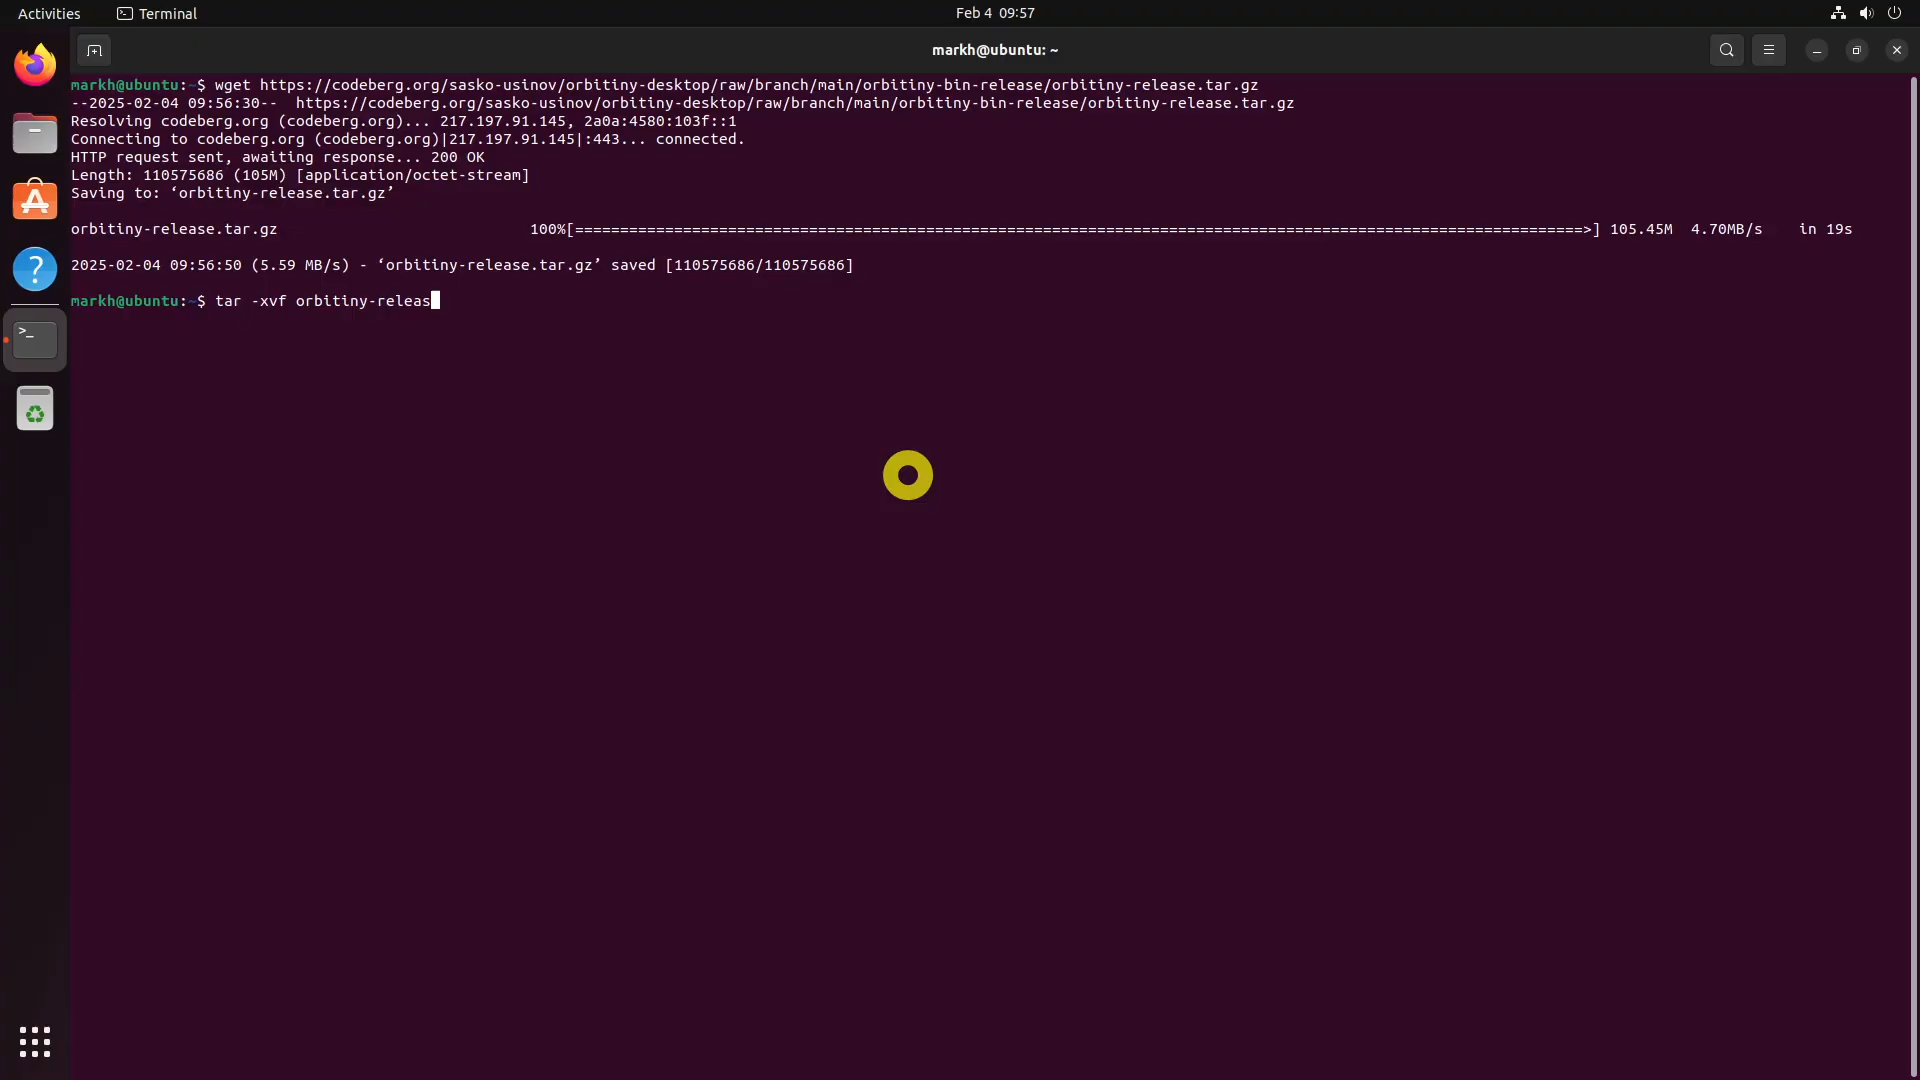 Activities Terminal Feb 4 09:57
markh@ubuntu: ~
markh@ubuntu:~$ wget https://codeberg.org/sasko-usinov/orbitiny-desktop/raw/branch/main/orbitiny-bin-release/orbitiny-release.tar.gz
--2025-02-04 09:56:30--  https://codeberg.org/sasko-usinov/orbitiny-desktop/raw/branch/main/orbitiny-bin-release/orbitiny-release.tar.gz
Resolving codeberg.org (codeberg.org)... 217.197.91.145, 2a0a:4580:103f::1
Connecting to codeberg.org (codeberg.org)|217.197.91.145|:443... connected.
HTTP request sent, awaiting response... 200 OK
Length: 110575686 (105M) [application/octet-stream]
Saving to: ‘orbitiny-release.tar.gz’
orbitiny-release.tar.gz 100%[================================================================================================================>] 105.45M 4.70MB/s in 19s
2025-02-04 09:56:50 (5.59 MB/s) - ‘orbitiny-release.tar.gz’ saved [110575686/110575686]
markh@ubuntu:~$ tar -xvf orbitiny-releas